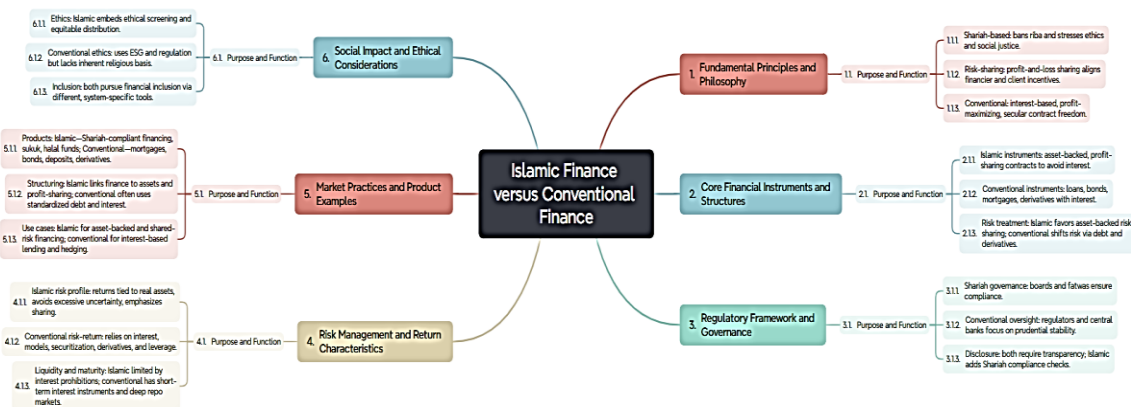 Islamic Finance
versus Conventional
Finance
1. Fundamental Principles and
Philosophy
1.1. Purpose and Function
1.1.1. Shariah-based: bans riba and stresses ethics
and social justice.
1.1.2. Risk-sharing: profit-and-loss sharing aligns
financier and client incentives.
1.1.3. Conventional: interest-based, profit-
maximizing, secular contract freedom.
2. Core Financial Instruments and
Structures
2.1. Purpose and Function
2.1.1. Islamic instruments: asset-backed, profit-
sharing contracts to avoid interest.
2.1.2. Conventional instruments: loans, bonds,
mortgages, derivatives with interest.
2.1.3. Risk treatment: Islamic favors asset-backed risk
sharing; conventional shifts risk via debt and
derivatives.
3. Regulatory Framework and
Governance
3.1. Purpose and Function
3.1.1. Shariah governance: boards and fatwas ensure
compliance.
3.1.2. Conventional oversight: regulators and central
banks focus on prudential stability.
3.1.3. Disclosure: both require transparency; Islamic
adds Shariah compliance checks.
4. Risk Management and Return
Characteristics
4.1. Purpose and Function
4.1.1. Islamic risk profile: returns tied to real assets,
avoids excessive uncertainty, emphasizes
sharing.
4.1.2. Conventional risk-return: relies on interest,
models, securitization, derivatives, and leverage.
4.1.3. Liquidity and maturity: Islamic limited by
interest prohibitions; conventional has short-
term interest instruments and deep repo
markets.
5. Market Practices and Product
Examples
5.1. Purpose and Function
5.1.1. Products: Islamic—Shariah-compliant financing,
sukuk, halal funds; Conventional—mortgages,
bonds, deposits, derivatives.
5.1.2. Structuring: Islamic links finance to assets and
profit-sharing; conventional often uses
standardized debt and interest.
5.1.3. Use cases: Islamic for asset-backed and shared-
risk financing; conventional for interest-based
lending and hedging.
6. Social Impact and Ethical
Considerations
6.1. Purpose and Function
6.1.1. Ethics: Islamic embeds ethical screening and
equitable distribution.
6.1.2. Conventional ethics: uses ESG and regulation
but lacks inherent religious basis.
6.1.3. Inclusion: both pursue financial inclusion via
different, system-specific tools.